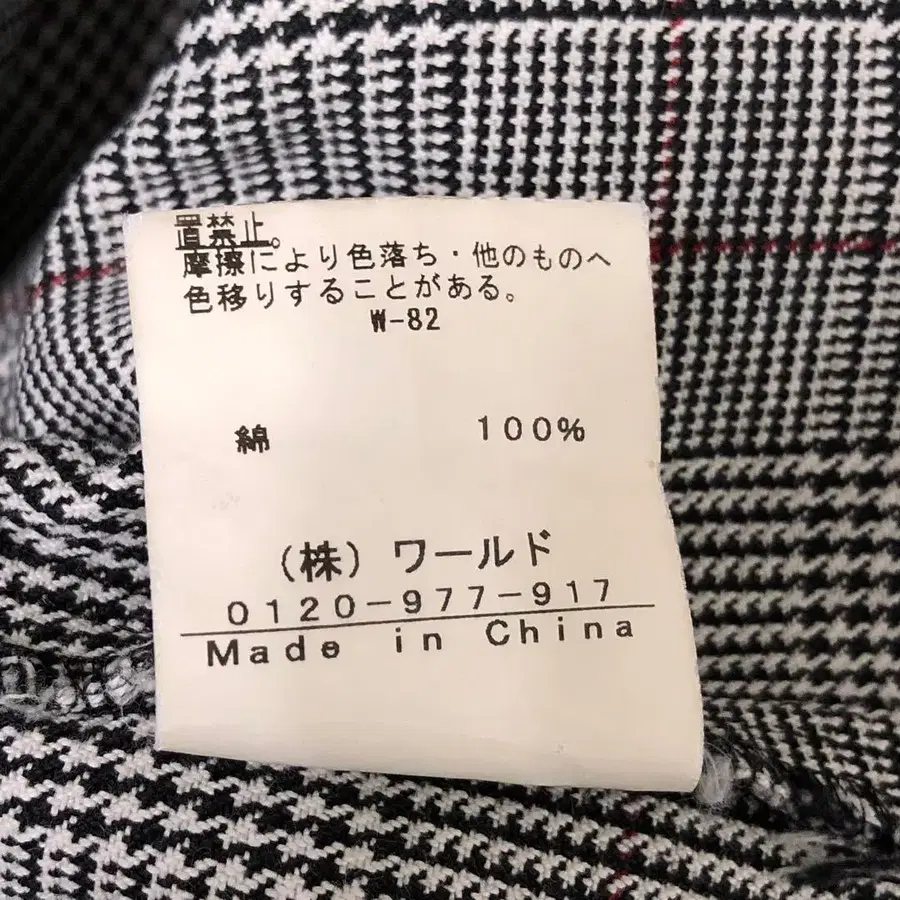 置禁止。
摩擦により色落ち・他のものへ
色移りすることがある。
W-82
綿 100%
(株)ワールド
0120-977-917
Made in China